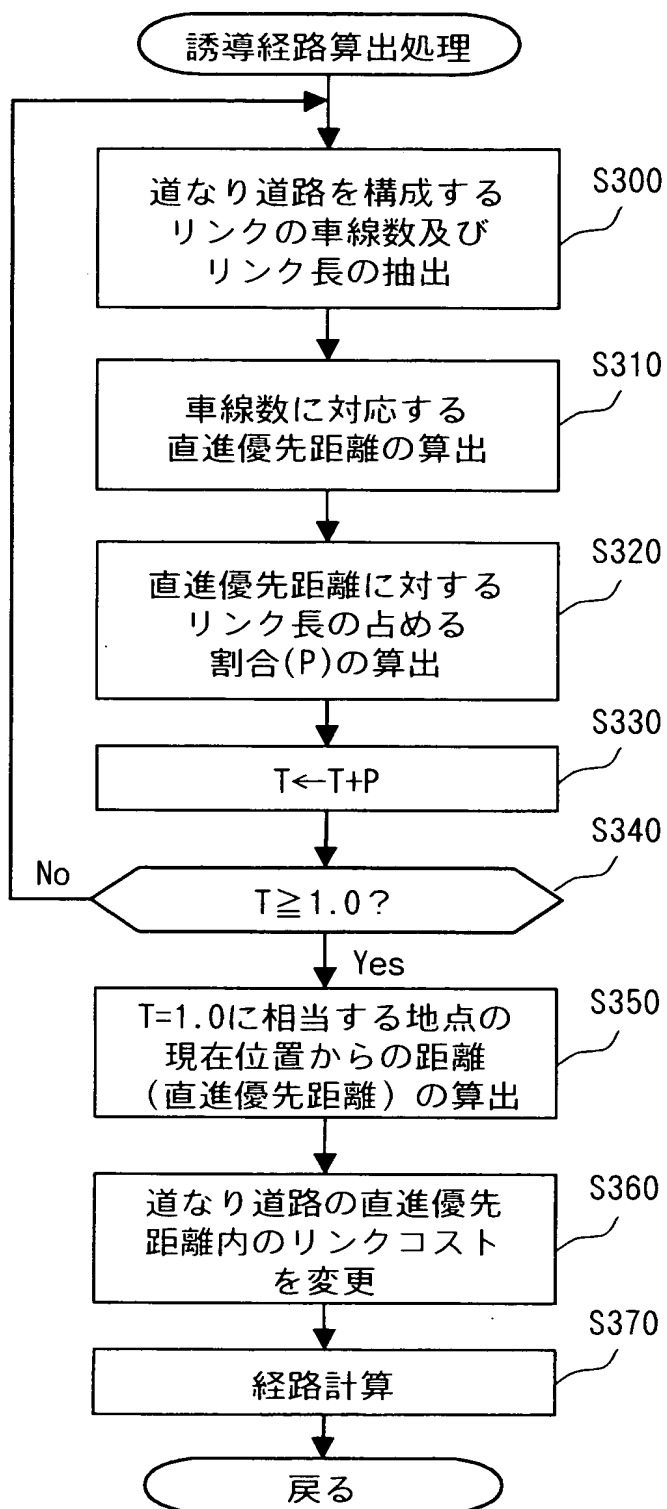 誘導経路算出処理
道なり道路を構成する
リンクの車線数及び
リンク長の抽出
S300
車線数に対応する
直進優先距離の算出
S310
直進優先距離に対する
リンク長の占める
割合(P)の算出
S320
T←T+P
S330
T≧1.0?
S340
No
Yes
T=1.0に相当する地点の
現在位置からの距離
(直進優先距離)の算出
S350
道なり道路の直進優先
距離内のリンクコスト
を変更
S360
経路計算
S370
戻る